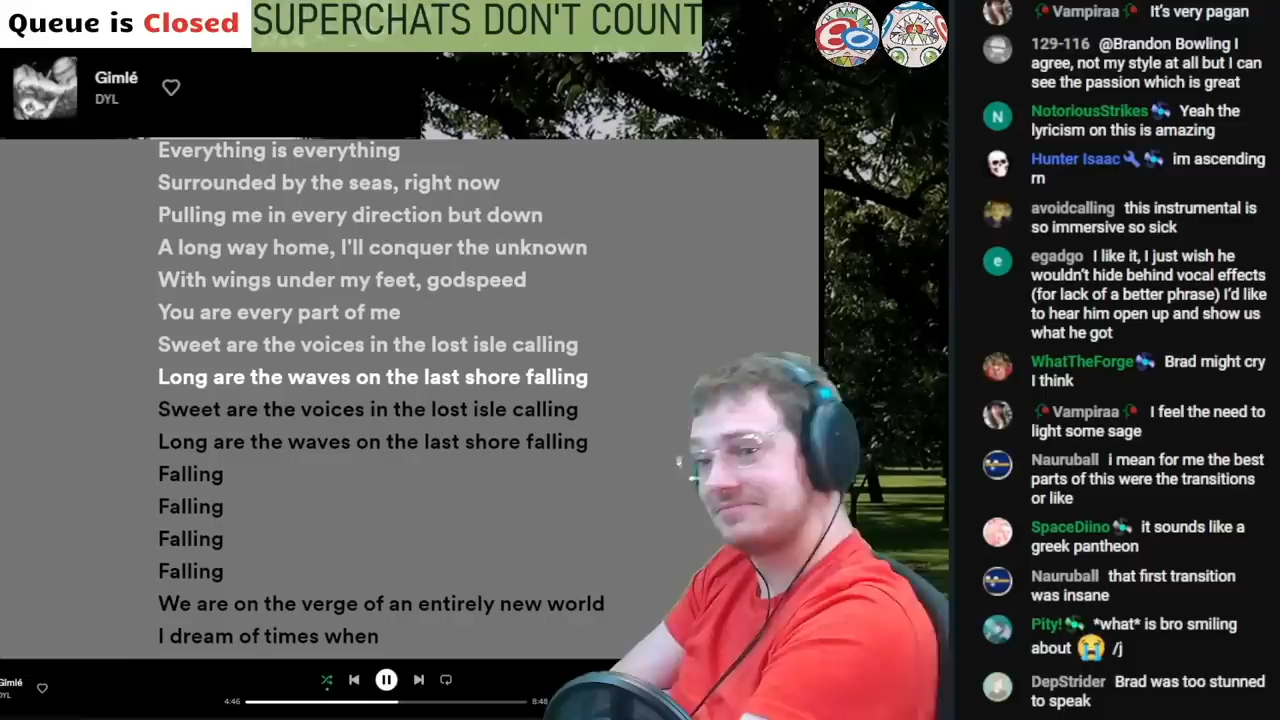 Queue is Closed
SUPERCHATS DON'T COUNT
Gimlé
DYL
Everything is everything
Surrounded by the seas, right now
Pulling me in every direction but down
A long way home, I'll conquer the unknown
With wings under my feet, godspeed
You are every part of me
Sweet are the voices in the lost isle calling
Long are the waves on the last shore falling
Sweet are the voices in the lost isle calling
Long are the waves on the last shore falling
Falling
Falling
Falling
Falling
We are on the verge of an entirely new world
I dream of times when
Gimlé
DYL
4:46
8:48
Vampiraa It's very pagan
129-116 @Brandon Bowling I
agree, not my style at all but I can
see the passion which is great
N
NotoriousStrikes Yeah the
lyricism on this is amazing
Hunter Isaac im ascending
rn
avoidcalling this instrumental is
so immersive so sick
e
egadgo I like it, I just wish he
wouldn't hide behind vocal effects
(for lack of a better phrase) I'd like
to hear him open up and show us
what he got
WhatTheForge Brad might cry
I think
Vampiraa I feel the need to
light some sage
Nauruball i mean for me the best
parts of this were the transitions
or like
SpaceDiino it sounds like a
greek pantheon
Nauruball that first transition
was insane
Pity! *what* is bro smiling
about 😭 /j
DepStrider Brad was too stunned
to speak